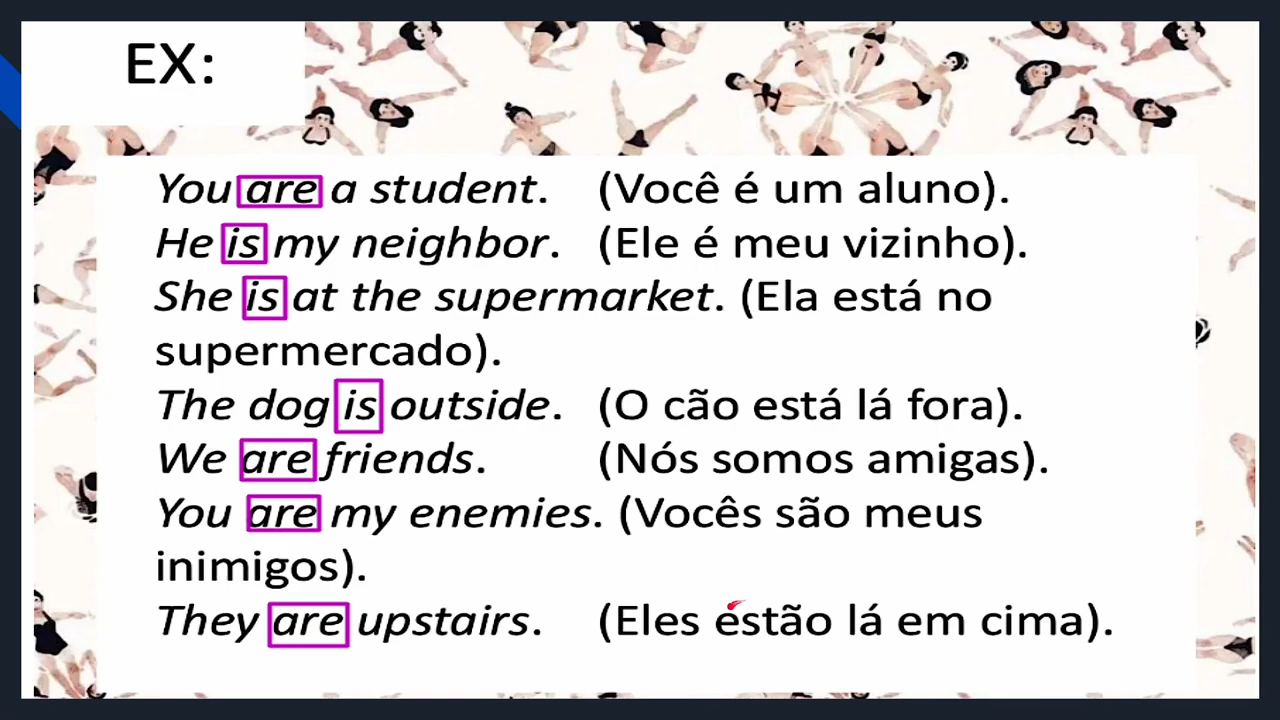 EX:
You are a student. (Você é um aluno).
He is my neighbor. (Ele é meu vizinho).
She is at the supermarket. (Ela está no
supermercado).
The dog is outside. (O cão está lá fora).
We are friends. (Nós somos amigas).
You are my enemies. (Vocês são meus
inimigos).
They are upstairs. (Eles estão lá em cima).